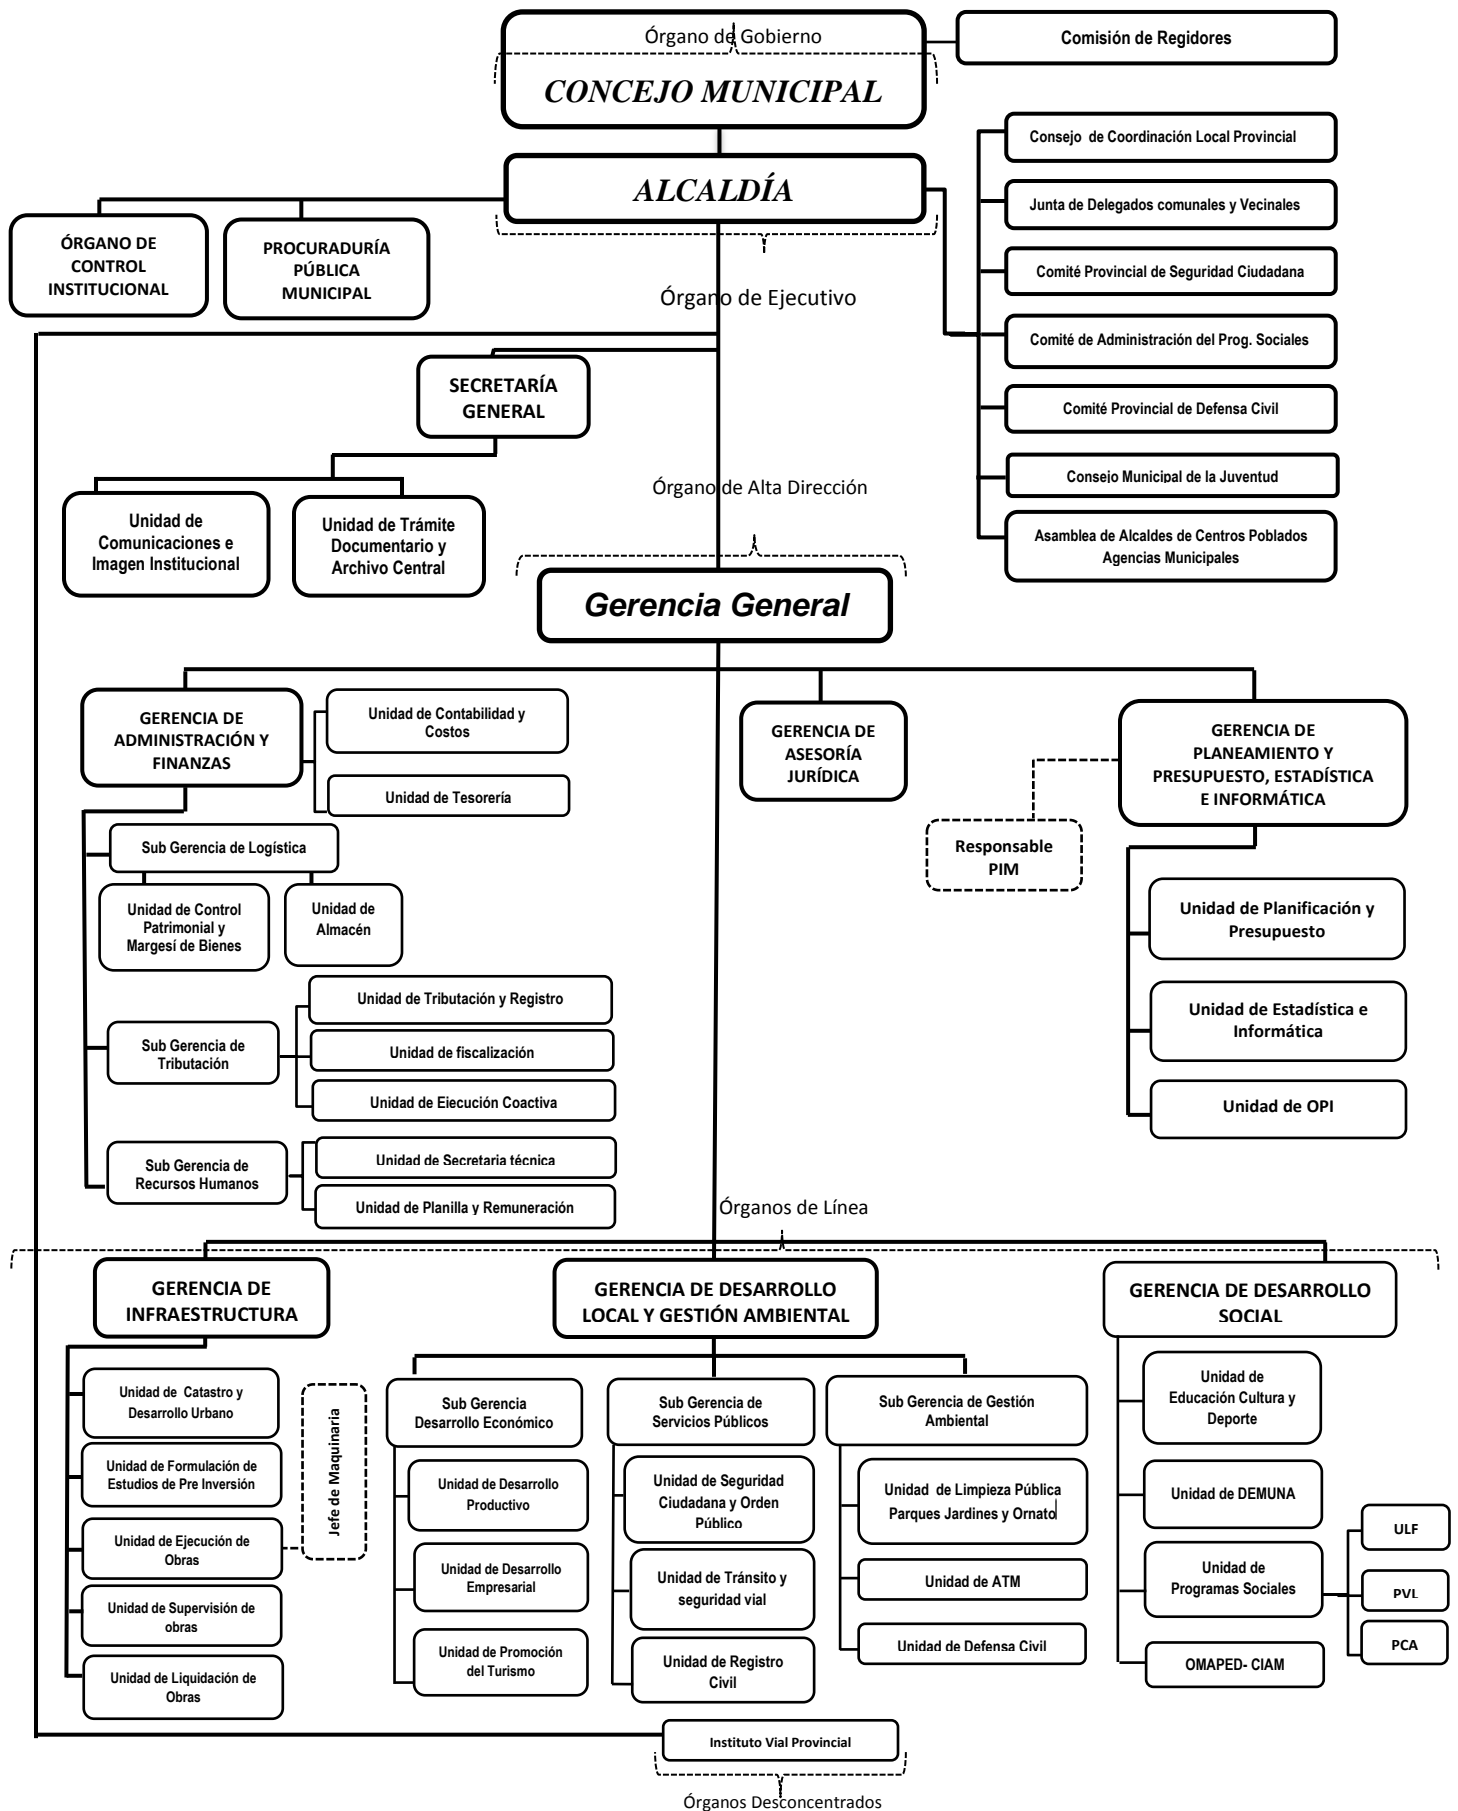 Órgano de Gobierno
CONCEJO MUNICIPAL
Comisión de Regidores
ALCALDÍA
Consejo de Coordinación Local Provincial
Junta de Delegados comunales y Vecinales
Comité Provincial de Seguridad Ciudadana
Comité de Administración del Prog. Sociales
Comité Provincial de Defensa Civil
Consejo Municipal de la Juventud
Asamblea de Alcaldes de Centros Poblados
Agencias Municipales
ÓRGANO DE
CONTROL
INSTITUCIONAL
PROCURADURÍA
PÚBLICA
MUNICIPAL
Órgano de Ejecutivo
SECRETARÍA
GENERAL
Unidad de
Comunicaciones e
Imagen Institucional
Unidad de Trámite
Documentario y
Archivo Central
Órgano de Alta Dirección
Gerencia General
GERENCIA DE
ADMINISTRACIÓN Y
FINANZAS
Unidad de Contabilidad y
Costos
Unidad de Tesorería
GERENCIA DE
ASESORÍA
JURÍDICA
GERENCIA DE
PLANEAMIENTO Y
PRESUPUESTO, ESTADÍSTICA
E INFORMÁTICA
Responsable
PIM
Sub Gerencia de Logística
Unidad de Control
Patrimonial y
Margesí de Bienes
Unidad de
Almacén
Unidad de Planificación y
Presupuesto
Unidad de Estadística e
Informática
Unidad de OPI
Sub Gerencia de
Tributación
Unidad de Tributación y Registro
Unidad de fiscalización
Unidad de Ejecución Coactiva
Sub Gerencia de
Recursos Humanos
Unidad de Secretaria técnica
Unidad de Planilla y Remuneración
Órganos de Línea
GERENCIA DE
INFRAESTRUCTURA
GERENCIA DE DESARROLLO
LOCAL Y GESTIÓN AMBIENTAL
GERENCIA DE DESARROLLO
SOCIAL
Unidad de Catastro y
Desarrollo Urbano
Unidad de Formulación de
Estudios de Pre Inversión
Unidad de Ejecución de
Obras
Unidad de Supervisión de
obras
Unidad de Liquidación de
Obras
Jefe de Maquinaria
Sub Gerencia
Desarrollo Económico
Unidad de Desarrollo
Productivo
Unidad de Desarrollo
Empresarial
Unidad de Promoción
del Turismo
Sub Gerencia de
Servicios Públicos
Unidad de Seguridad
Ciudadana y Orden
Público
Unidad de Tránsito y
seguridad vial
Unidad de Registro
Civil
Sub Gerencia de Gestión
Ambiental
Unidad de Limpieza Pública
Parques Jardines y Ornato
Unidad de ATM
Unidad de Defensa Civil
Unidad de
Educación Cultura y
Deporte
Unidad de DEMUNA
Unidad de
Programas Sociales
OMAPED- CIAM
ULF
PVL
PCA
Instituto Vial Provincial
Órganos Desconcentrados